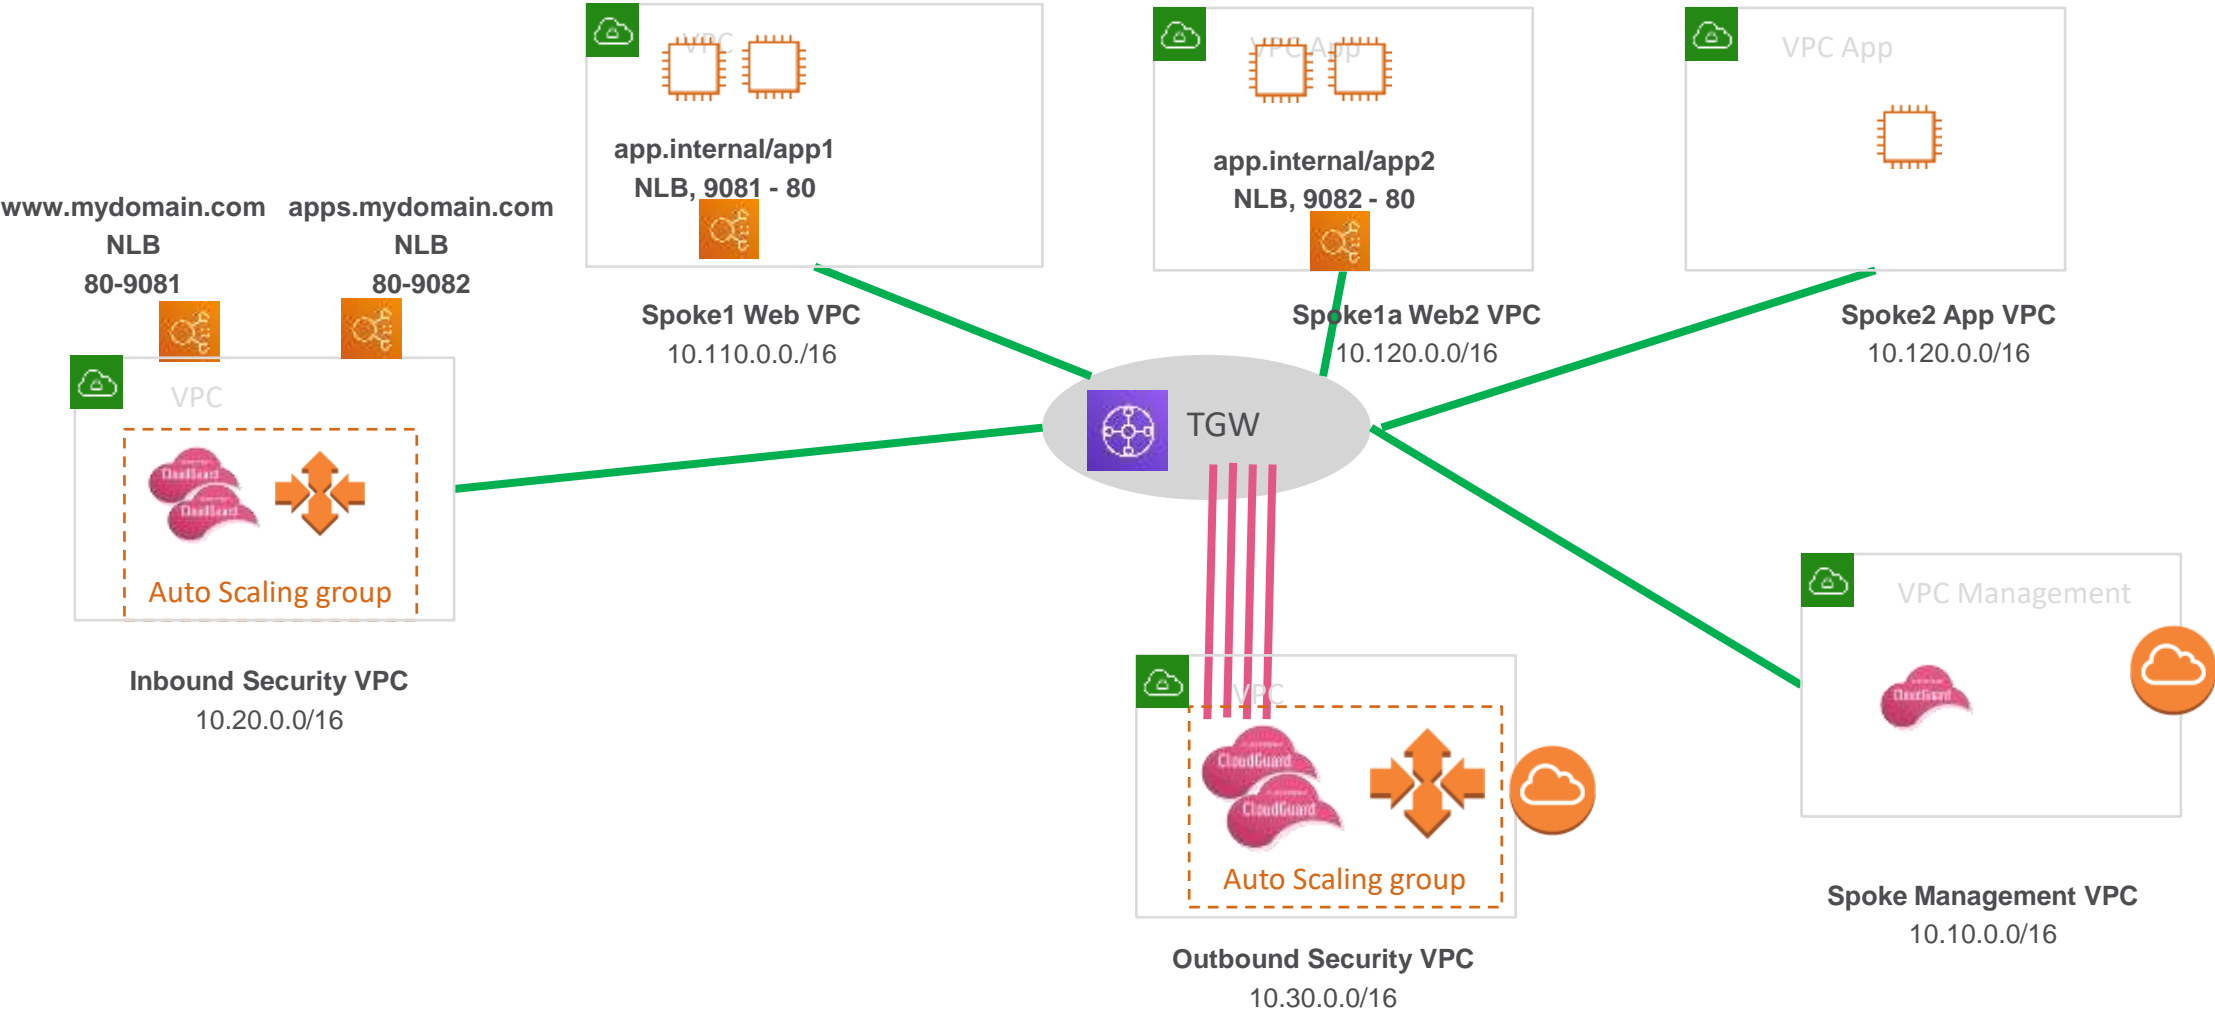 VPC
app.internal/app1
NLB, 9081 - 80
Spoke1 Web VPC
10.110.0.0./16
VPC App
app.internal/app2
NLB, 9082 - 80
Spoke1a Web2 VPC
10.120.0.0/16
VPC App
Spoke2 App VPC
10.120.0.0/16
www.mydomain.com
NLB
80-9081
apps.mydomain.com
NLB
80-9082
VPC
CloudGuard
CloudGuard
Auto Scaling group
Inbound Security VPC
10.20.0.0/16
TGW
VPC
CloudGuard
CloudGuard
Auto Scaling group
Outbound Security VPC
10.30.0.0/16
VPC Management
CloudGuard
Spoke Management VPC
10.10.0.0/16